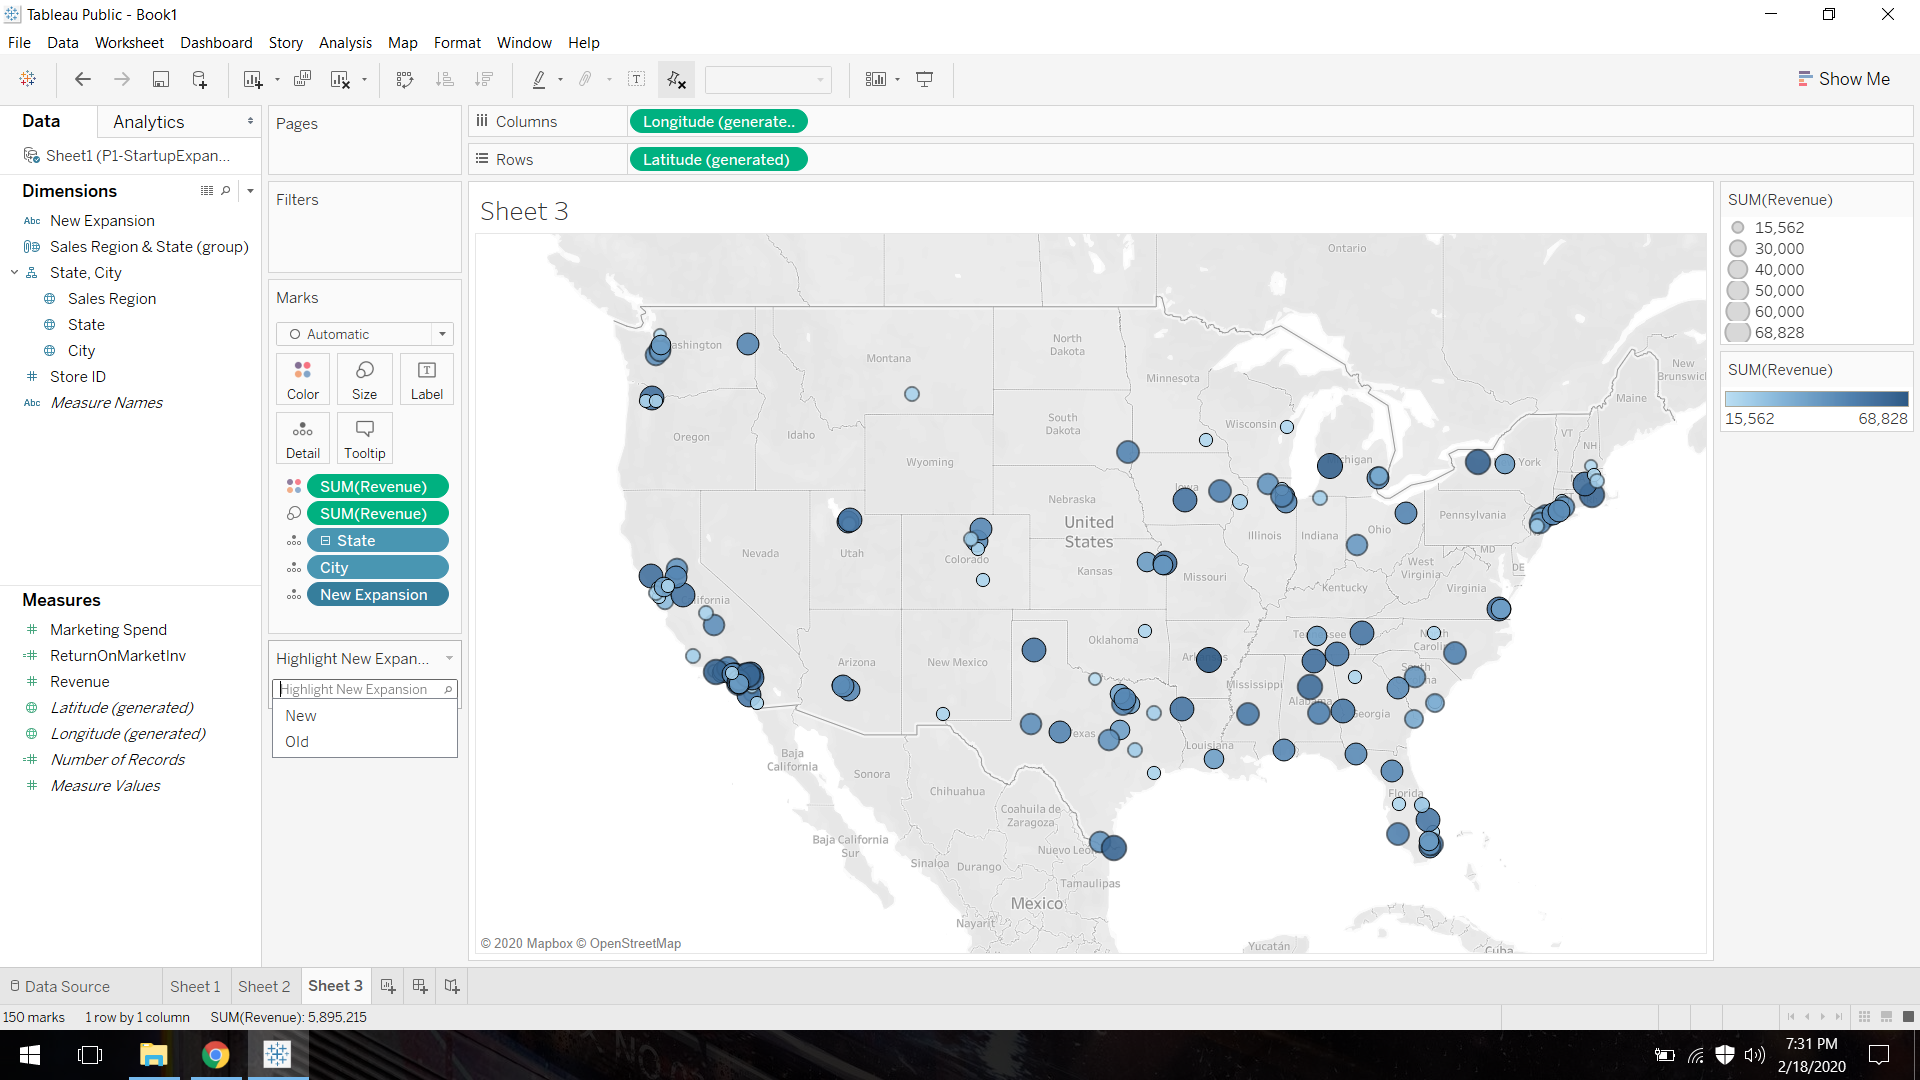 Tableau Public - Book1
File Data Worksheet Dashboard Story Analysis Map Format Window Help
Show Me
Data Analytics
Sheet1 (P1-StartupExpan...
Dimensions
Abc New Expansion
Sales Region & State (group)
State, City
Sales Region
State
City
# Store ID
Abc Measure Names
Measures
# Marketing Spend
=# ReturnOnMarketInv
# Revenue
Latitude (generated)
Longitude (generated)
=# Number of Records
# Measure Values
Pages
Filters
Marks
Automatic
Color Size Label
Detail Tooltip
SUM(Revenue)
SUM(Revenue)
State
City
New Expansion
Highlight New Expan...
Highlight New Expansion
New
Old
Columns Longitude (generate..
Rows Latitude (generated)
Sheet 3
Ontario
Washington
Montana
North
Dakota
Minnesota
New
Brunswick
Maine
Oregon
Idaho
South
Dakota
Wisconsin
VT
NH
Michigan
York
Wyoming
Iowa
Nebraska
United
States
Pennsylvania
Nevada
Utah
Colorado
Illinois
Indiana
Ohio
MD
DE
West
Virginia
Kansas
Missouri
Kentucky
Virginia
California
Oklahoma
Tennessee
North
Carolina
Arizona
New Mexico
Arkansas
South
Carolina
Mississippi
Alabama
Georgia
Texas
Louisiana
Baja
California
Sonora
Chihuahua
Coahuila de
Zaragoza
Florida
Baja California
Sur
Nuevo León
Sinaloa
Durango
Tamaulipas
Mexico
Nayarit
Yucatán
Cuba
© 2020 Mapbox © OpenStreetMap
SUM(Revenue)
15,562
30,000
40,000
50,000
60,000
68,828
SUM(Revenue)
15,562 68,828
Data Source Sheet 1 Sheet 2 Sheet 3
150 marks 1 row by 1 column SUM(Revenue): 5,895,215
7:31 PM
2/18/2020